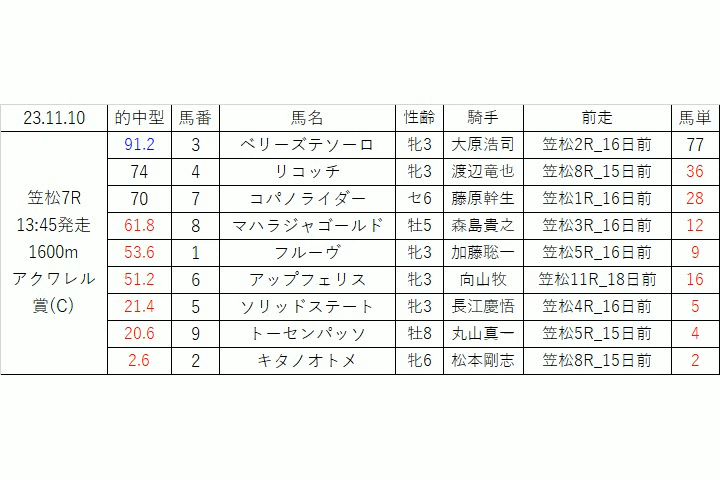 23.11.10 的中型 馬番 馬名 性齢 騎手 前走 馬単
笠松7R
13:45発走
1600m
アクワレル
賞(C)
91.2 3 ベリーズテソーロ 牝3 大原浩司 笠松2R_16日前 77
74 4 リコッチ 牝3 渡辺竜也 笠松8R_15日前 36
70 7 コパノライダー セ6 藤原幹生 笠松1R_16日前 28
61.8 8 マハラジャゴールド 牡5 森島貴之 笠松3R_16日前 12
53.6 1 フルーヴ 牝3 加藤聡一 笠松5R_16日前 9
51.2 6 アップフェリス 牝3 向山牧 笠松11R_18日前 16
21.4 5 ソリッドステート 牝3 長江慶悟 笠松4R_16日前 5
20.6 9 トーセンパッソ 牡8 丸山真一 笠松5R_15日前 4
2.6 2 キタノオトメ 牝6 松本剛志 笠松8R_15日前 2